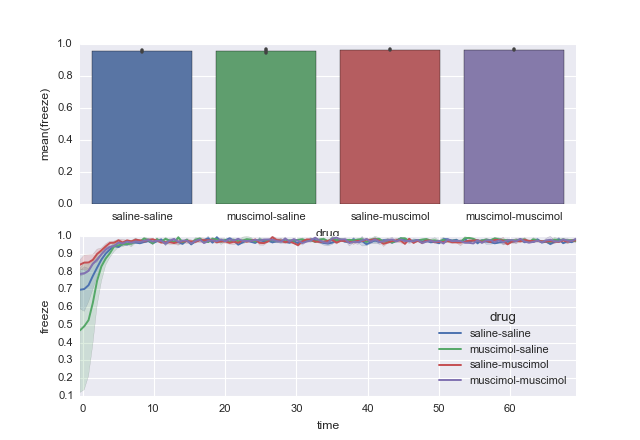 1.0
0.8
0.6
0.4
0.2
0.0
mean(freeze)
saline-saline muscimol-saline saline-muscimol muscimol-muscimol
drug
1.0
0.9
0.8
0.7
0.6
0.5
0.4
0.3
0.2
0.1
freeze
drug
saline-saline
muscimol-saline
saline-muscimol
muscimol-muscimol
0 10 20 30 40 50 60
time